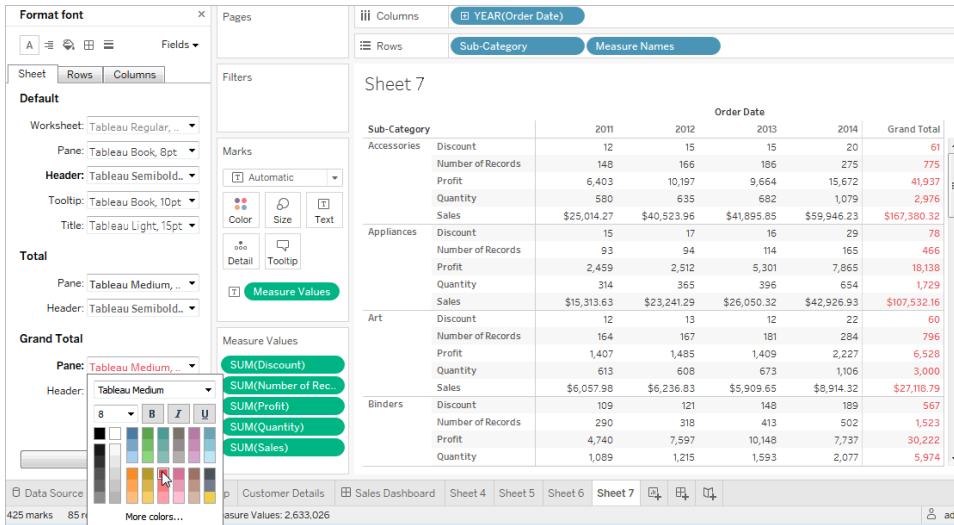 Format font ×
A Fields
Sheet Rows Columns
Default
Worksheet: Tableau Regular, ..
Pane: Tableau Book, 8pt
Header: Tableau Semibold..
Tooltip: Tableau Book, 10pt
Title: Tableau Light, 15pt
Total
Pane: Tableau Medium, ..
Header: Tableau Semibold..
Grand Total
Pane: Tableau Medium, ..
Header:
Tableau Medium
8 B I U
More colors...
Pages
Filters
Marks
T Automatic
Color Size Text
Detail Tooltip
T Measure Values
Measure Values
SUM(Discount)
SUM(Number of Rec..
SUM(Profit)
SUM(Quantity)
SUM(Sales)
iii Columns YEAR(Order Date)
Rows Sub-Category Measure Names
Sheet 7
Order Date
Sub-Category 2011 2012 2013 2014 Grand Total
Accessories Discount 12 15 15 20 61
Number of Records 148 166 186 275 775
Profit 6,403 10,197 9,664 15,672 41,937
Quantity 580 635 682 1,079 2,976
Sales $25,014.27 $40,523.96 $41,895.85 $59,946.23 $167,380.32
Appliances Discount 15 17 16 29 78
Number of Records 93 94 114 165 466
Profit 2,459 2,512 5,301 7,865 18,138
Quantity 314 365 396 654 1,729
Sales $15,313.63 $23,241.29 $26,050.32 $42,926.93 $107,532.16
Art Discount 12 13 12 22 60
Number of Records 164 167 181 284 796
Profit 1,407 1,485 1,409 2,227 6,528
Quantity 613 608 673 1,106 3,000
Sales $6,057.98 $6,236.83 $5,909.65 $8,914.32 $27,118.79
Binders Discount 109 121 148 189 567
Number of Records 290 318 413 502 1,523
Profit 4,740 7,597 10,148 7,737 30,222
Quantity 1,089 1,215 1,593 2,077 5,974
Data Source p Customer Details Sales Dashboard Sheet 4 Sheet 5 Sheet 6 Sheet 7
425 marks 85 r asure Values: 2,633,026 ad